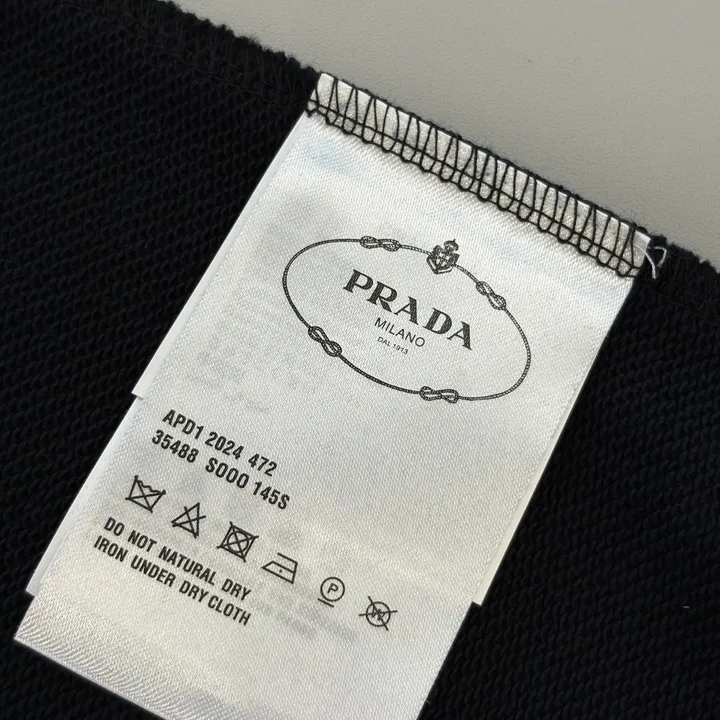 PRADA
MILANO
DAL 1913
APD1 2024 472
35488 S000 145S
P
W
DO NOT NATURAL DRY
IRON UNDER DRY CLOTH